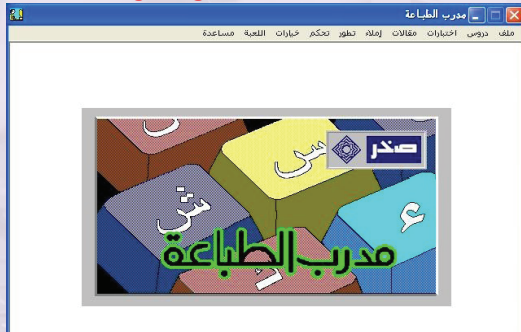 مدرب الطباعة
ملف دروس اختبارات مقالات إملاء تطور تحكم خيارات اللعبة مساعدة
صخر
س
ش
ء
مدرب الطباعة